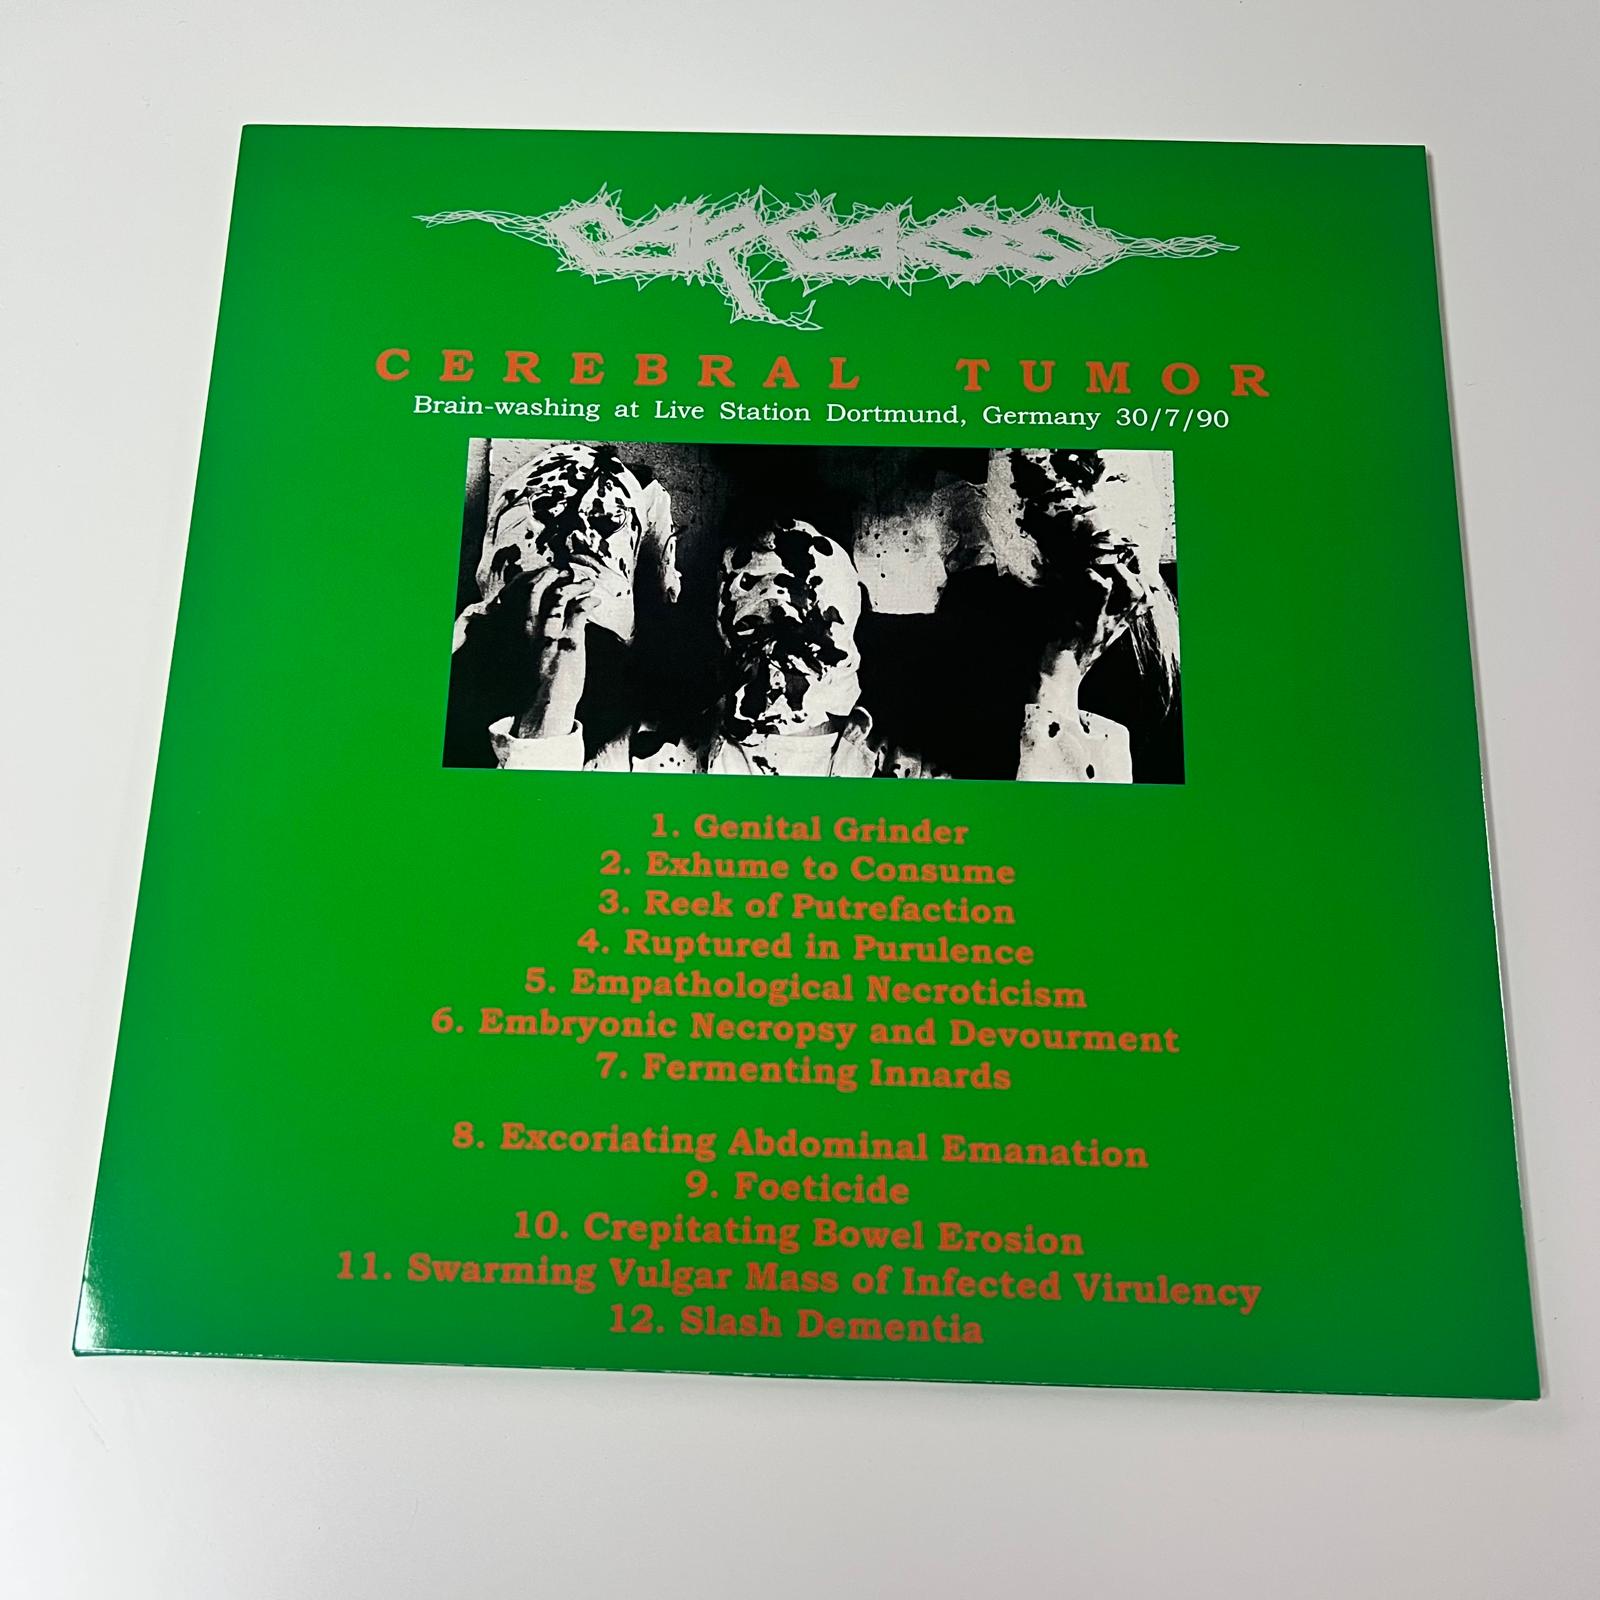 CARCASS
CEREBRAL TUMOR
Brain-washing at Live Station Dortmund, Germany 30/7/90
1. Genital Grinder
2. Exhume to Consume
3. Reek of Putrefaction
4. Ruptured in Purulence
5. Empathological Necroticism
6. Embryonic Necropsy and Devourment
7. Fermenting Innards
8. Excoriating Abdominal Emanation
9. Foeticide
10. Crepitating Bowel Erosion
11. Swarming Vulgar Mass of Infected Virulency
12. Slash Dementia